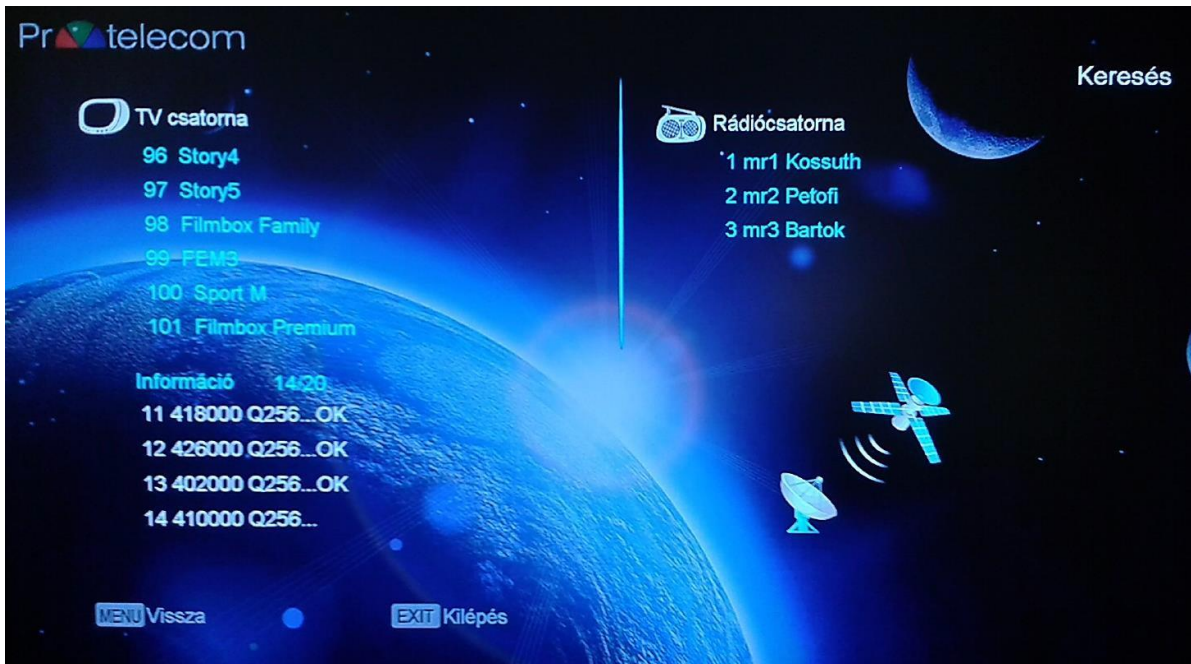 Pr telecom
Keresés
TV csatorna
96 Story4
97 Story5
98 Filmbox Family
99 FEM3
100 Sport M
101 Filmbox Premium
Rádiócsatorna
1 mr1 Kossuth
2 mr2 Petofi
3 mr3 Bartok
Információ 14/20
11 418000 Q256...OK
12 426000 Q256...OK
13 402000 Q256...OK
14 410000 Q256...
MENU Vissza
EXIT Kilépés